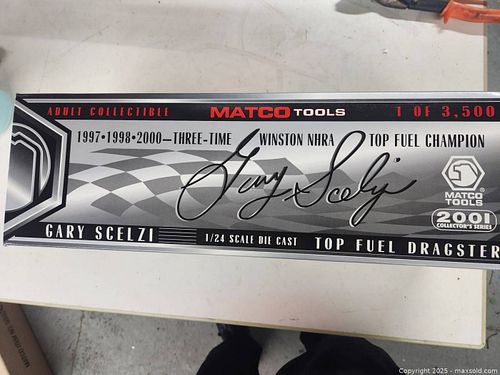 ADULT COLLECTIBLE MATCO TOOLS 1 OF 3,500
1997•1998•2000—THREE-TIME WINSTON NHRA TOP FUEL CHAMPION
Gary Scelzi
MATCO
TOOLS
2001
COLLECTOR'S SERIES
GARY SCELZI 1/24 SCALE DIE CAST TOP FUEL DRAGSTER
Copyright © 2025 - maxsold.com